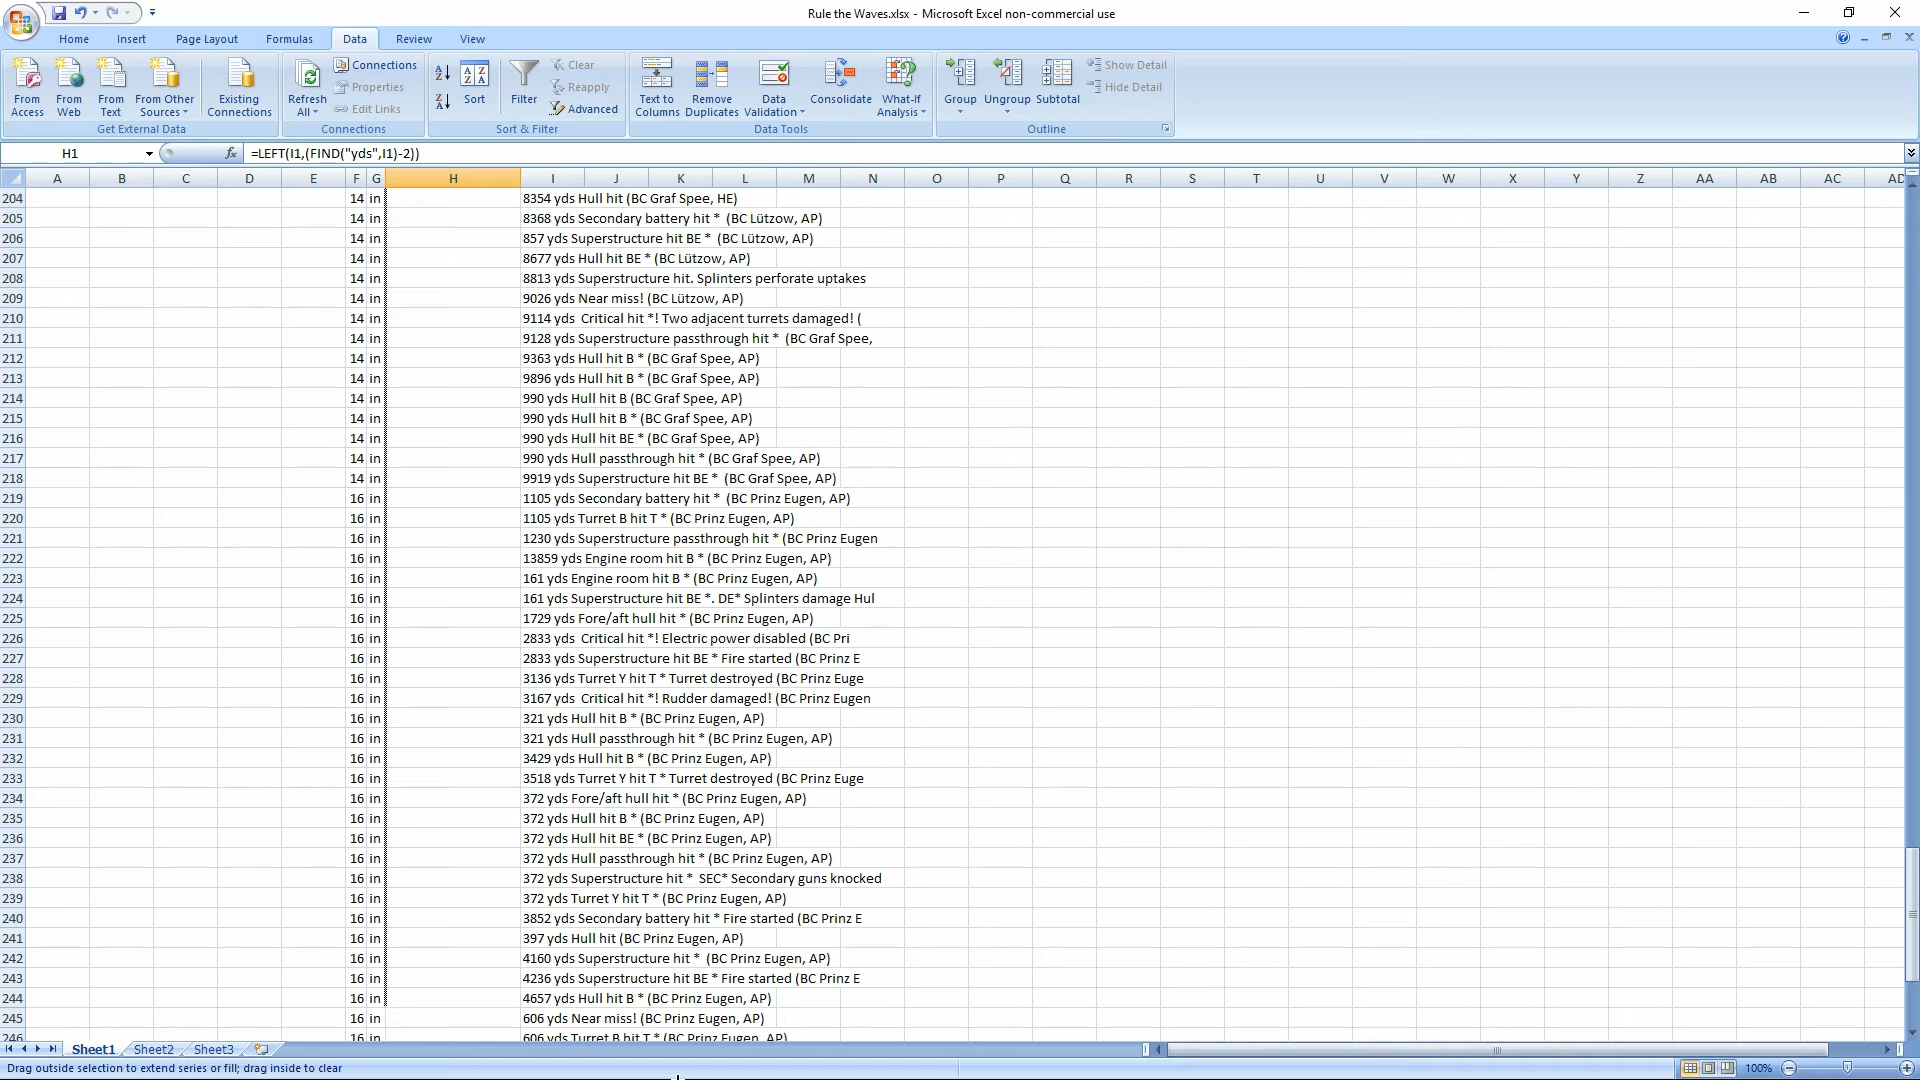 Rule the Waves.xlsx - Microsoft Excel non-commercial use
Home Insert Page Layout Formulas Data Review View
From Access From Web From Text From Other Sources Existing Connections Get External Data
Refresh All Connections Properties Edit Links Connections
Sort Filter Clear Reapply Advanced Sort & Filter
Text to Columns Remove Duplicates Data Validation Consolidate What-If Analysis Data Tools
Group Ungroup Subtotal Show Detail Hide Detail Outline
H1 fx =LEFT(I1,(FIND("yds",I1)-2))
A B C D E F G H I J K L M N O P Q R S T U V W X Y Z AA AB AC AD
204 14 in 8354 yds Hull hit (BC Graf Spee, HE)
205 14 in 8368 yds Secondary battery hit * (BC Lützow, AP)
206 14 in 857 yds Superstructure hit BE * (BC Lützow, AP)
207 14 in 8677 yds Hull hit BE * (BC Lützow, AP)
208 14 in 8813 yds Superstructure hit. Splinters perforate uptakes
209 14 in 9026 yds Near miss! (BC Lützow, AP)
210 14 in 9114 yds Critical hit *! Two adjacent turrets damaged! (
211 14 in 9128 yds Superstructure passthrough hit * (BC Graf Spee,
212 14 in 9363 yds Hull hit B * (BC Graf Spee, AP)
213 14 in 9896 yds Hull hit B * (BC Graf Spee, AP)
214 14 in 990 yds Hull hit B (BC Graf Spee, AP)
215 14 in 990 yds Hull hit B * (BC Graf Spee, AP)
216 14 in 990 yds Hull hit BE * (BC Graf Spee, AP)
217 14 in 990 yds Hull passthrough hit * (BC Graf Spee, AP)
218 14 in 9919 yds Superstructure hit BE * (BC Graf Spee, AP)
219 16 in 1105 yds Secondary battery hit * (BC Prinz Eugen, AP)
220 16 in 1105 yds Turret B hit T * (BC Prinz Eugen, AP)
221 16 in 1230 yds Superstructure passthrough hit * (BC Prinz Eugen
222 16 in 13859 yds Engine room hit B * (BC Prinz Eugen, AP)
223 16 in 161 yds Engine room hit B * (BC Prinz Eugen, AP)
224 16 in 161 yds Superstructure hit BE *. DE* Splinters damage Hul
225 16 in 1729 yds Fore/aft hull hit * (BC Prinz Eugen, AP)
226 16 in 2833 yds Critical hit *! Electric power disabled (BC Pri
227 16 in 2833 yds Superstructure hit BE * Fire started (BC Prinz E
228 16 in 3136 yds Turret Y hit T * Turret destroyed (BC Prinz Euge
229 16 in 3167 yds Critical hit *! Rudder damaged! (BC Prinz Eugen
230 16 in 321 yds Hull hit B * (BC Prinz Eugen, AP)
231 16 in 321 yds Hull passthrough hit * (BC Prinz Eugen, AP)
232 16 in 3429 yds Hull hit B * (BC Prinz Eugen, AP)
233 16 in 3518 yds Turret Y hit T * Turret destroyed (BC Prinz Euge
234 16 in 372 yds Fore/aft hull hit * (BC Prinz Eugen, AP)
235 16 in 372 yds Hull hit B * (BC Prinz Eugen, AP)
236 16 in 372 yds Hull hit BE * (BC Prinz Eugen, AP)
237 16 in 372 yds Hull passthrough hit * (BC Prinz Eugen, AP)
238 16 in 372 yds Superstructure hit * SEC* Secondary guns knocked
239 16 in 372 yds Turret Y hit T * (BC Prinz Eugen, AP)
240 16 in 3852 yds Secondary battery hit * Fire started (BC Prinz E
241 16 in 397 yds Hull hit (BC Prinz Eugen, AP)
242 16 in 4160 yds Superstructure hit * (BC Prinz Eugen, AP)
243 16 in 4236 yds Superstructure hit BE * Fire started (BC Prinz E
244 16 in 4657 yds Hull hit B * (BC Prinz Eugen, AP)
245 16 in 606 yds Near miss! (BC Prinz Eugen, AP)
246 16 in 606 yds Turret B hit T * (BC Prinz Eugen, AP)
Sheet1 Sheet2 Sheet3
Drag outside selection to extend series or fill; drag inside to clear 100%